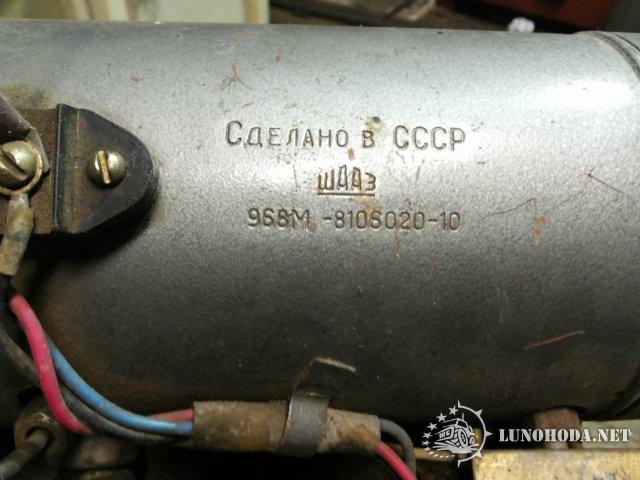 Сделано в СССР
ШААЗ
968М -8106020-10
LUNOHODA.NET